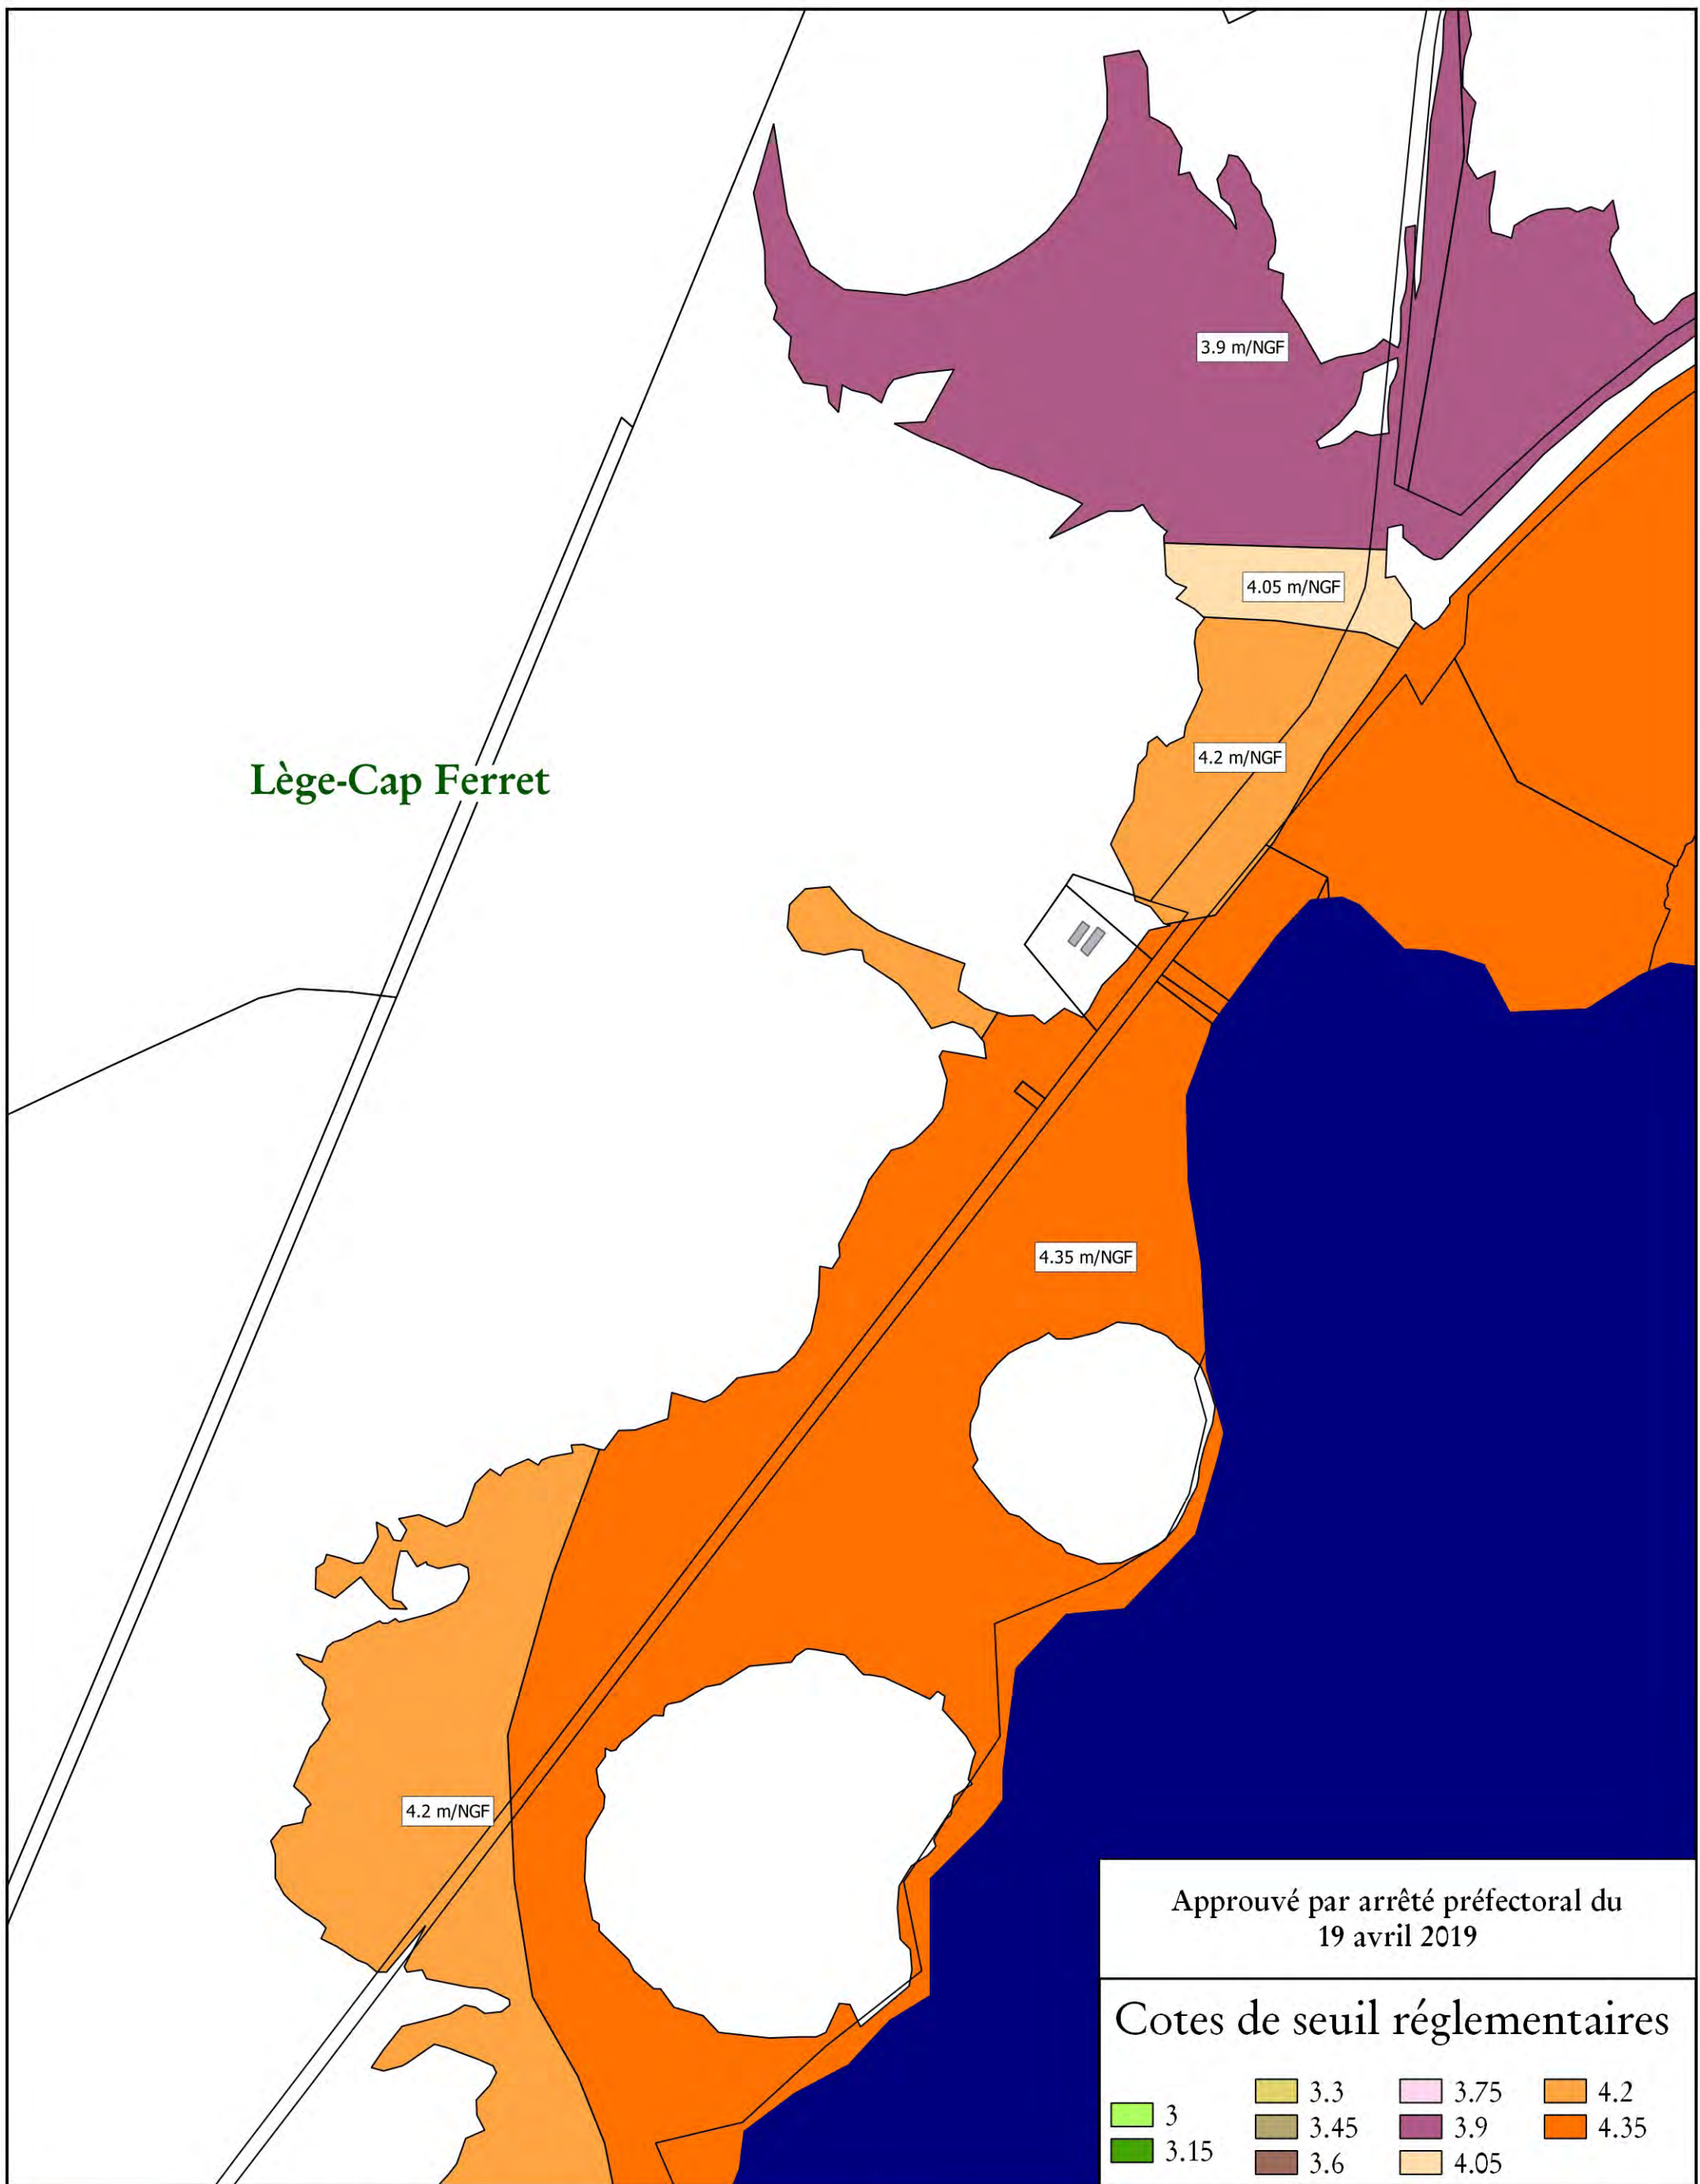 3.9 m/NGF
4.05 m/NGF
4.2 m/NGF
Lège-Cap Ferret
4.35 m/NGF
4.2 m/NGF
Approuvé par arrêté préfectoral du
19 avril 2019
Cotes de seuil réglementaires
3
3.15
3.3
3.45
3.6
3.75
3.9
4.05
4.2
4.35